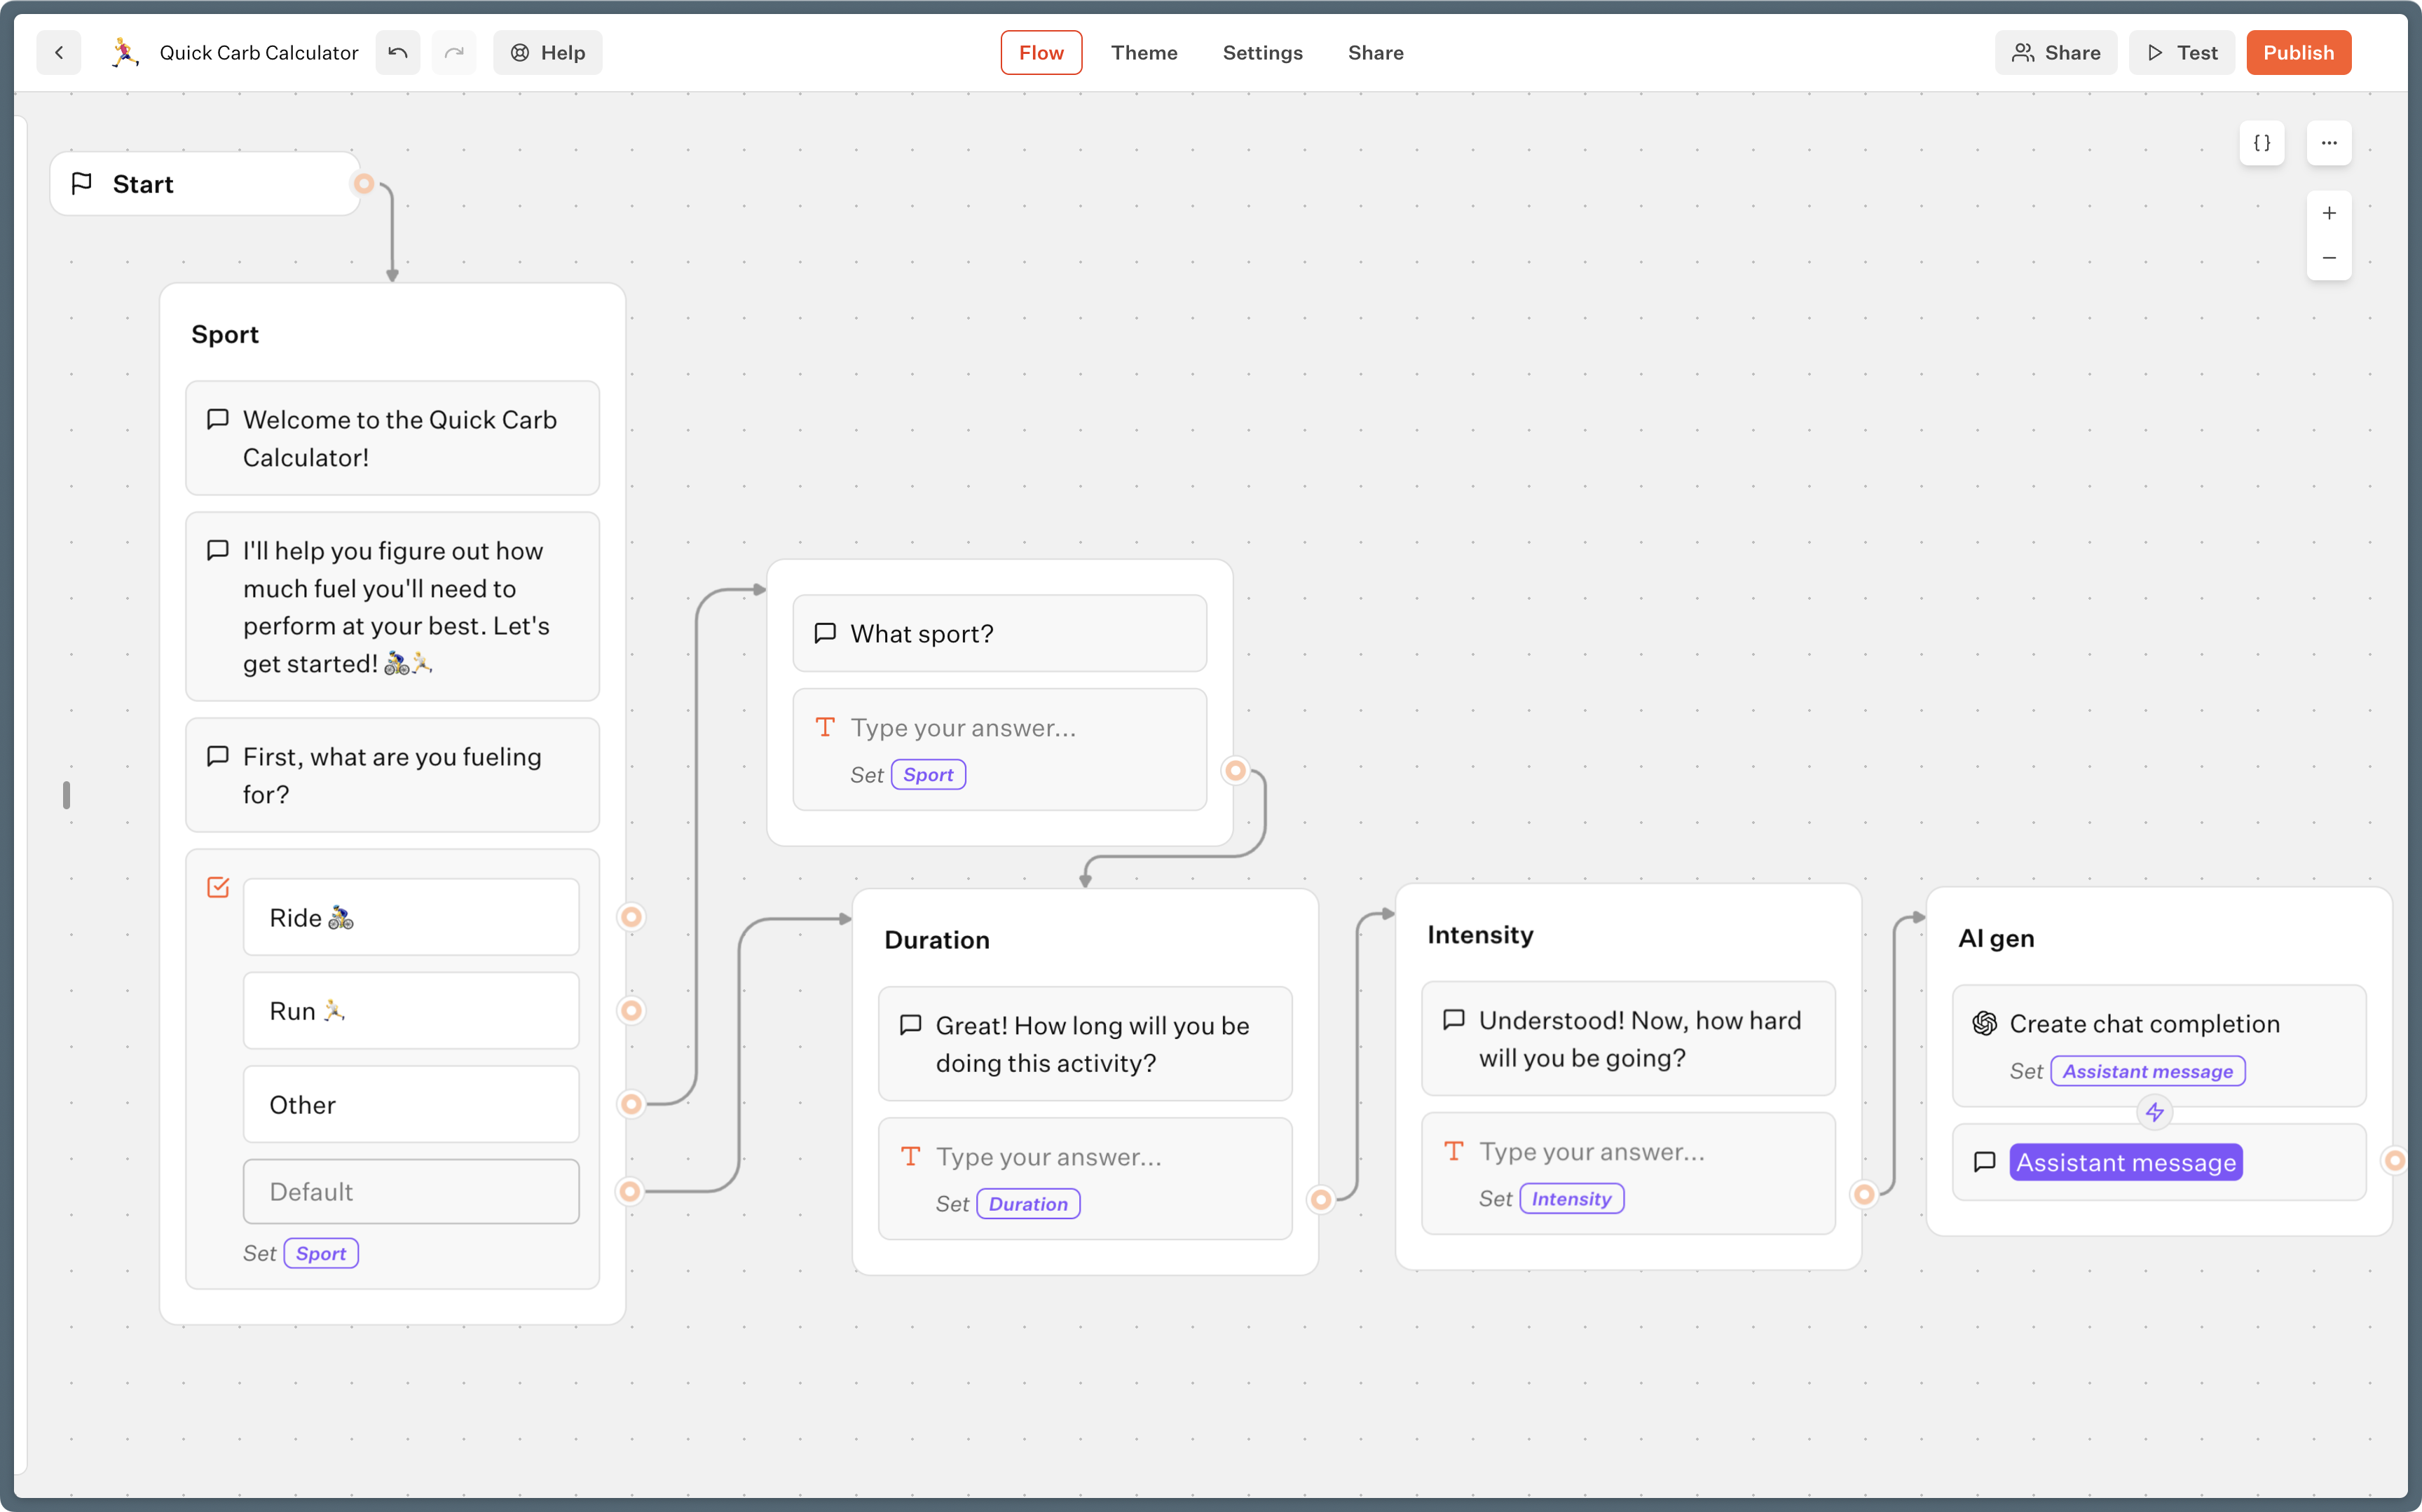 Quick Carb Calculator
Help
Flow
Theme
Settings
Share
Share
Test
Publish
Start
Sport
Welcome to the Quick Carb
Calculator!
I'll help you figure out how
much fuel you'll need to
perform at your best. Let's
get started! 🚴🏃
First, what are you fueling
for?
Ride 🚴
Run 🏃
Other
Default
Set Sport
What sport?
Type your answer...
Set Sport
Duration
Great! How long will you be
doing this activity?
Type your answer...
Set Duration
Intensity
Understood! Now, how hard
will you be going?
Type your answer...
Set Intensity
AI gen
Create chat completion
Set Assistant message
Assistant message